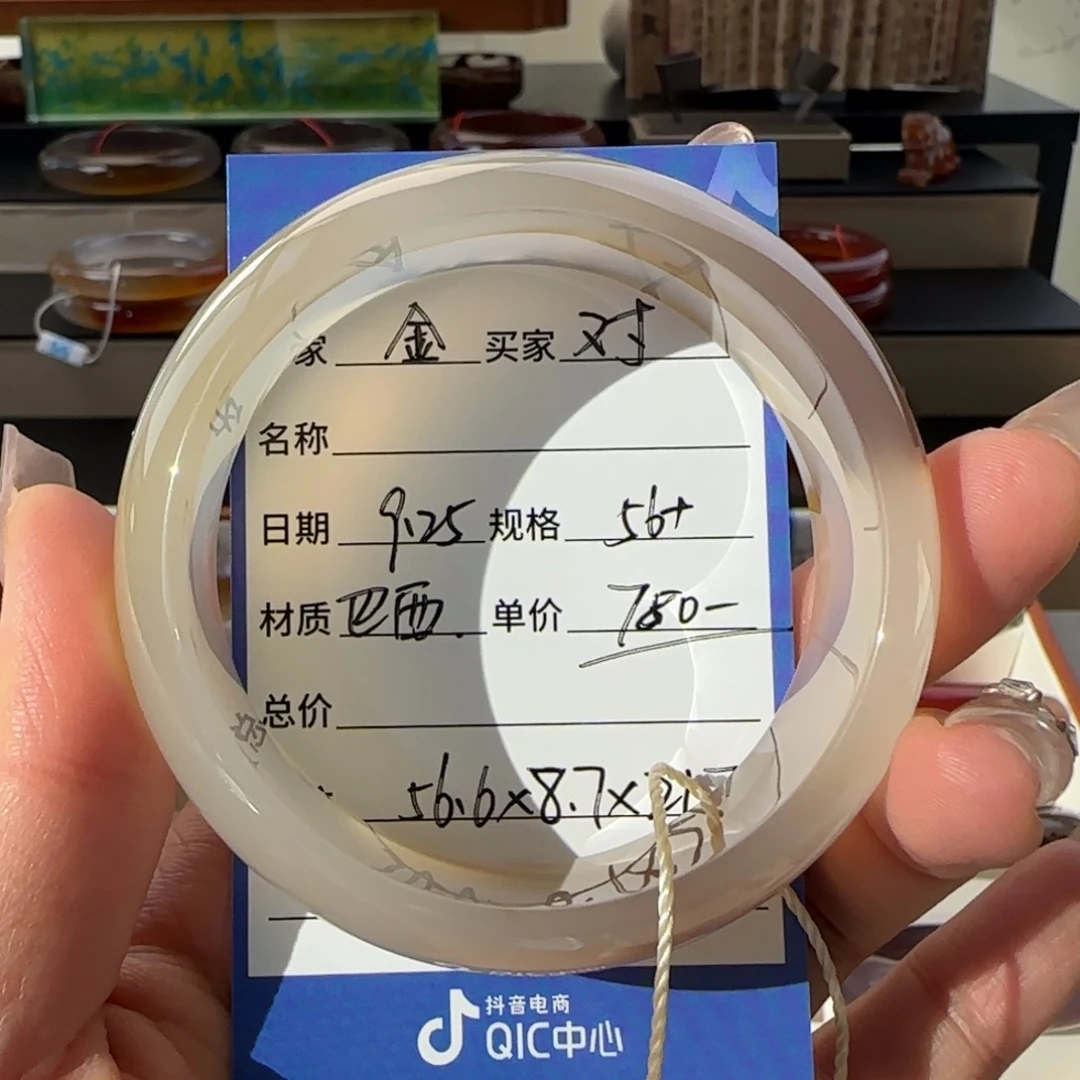 家 金 买家 对
名称
日期 9.25 规格 56+
材质 巴西. 单价 780-
总价
56.6×8.7×
抖音电商
QIC中心